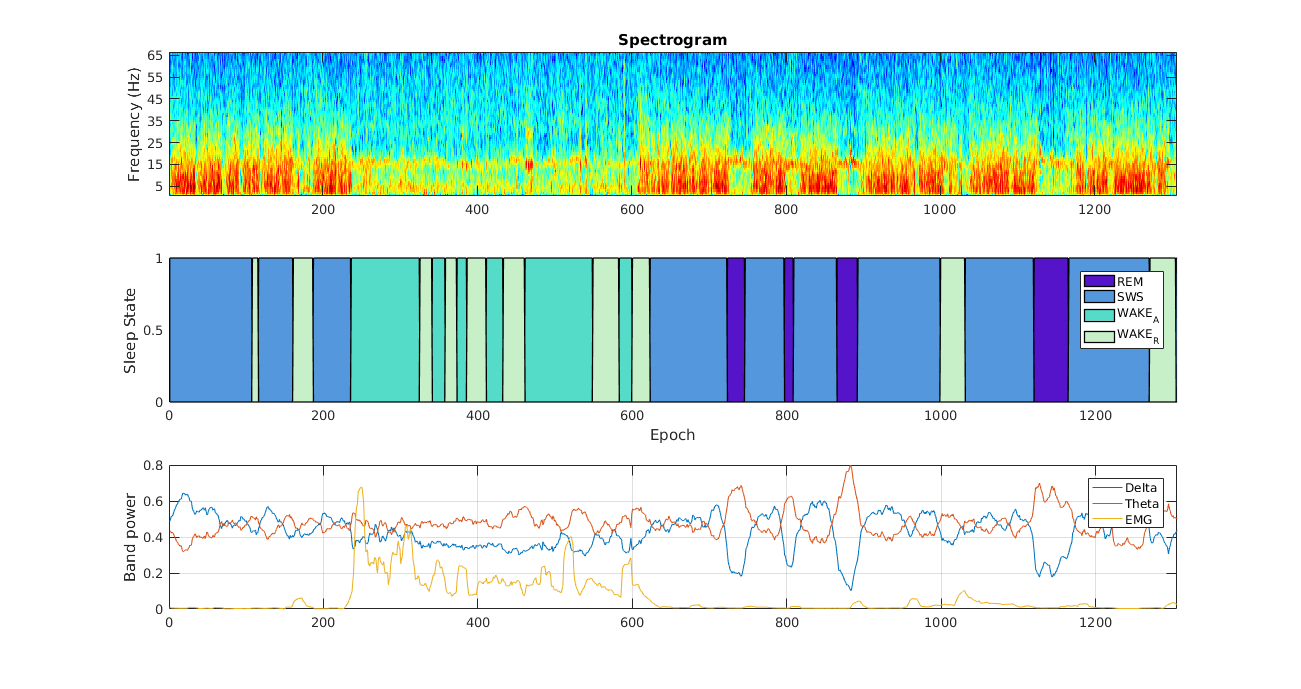 Spectrogram
Frequency (Hz)
65
55
45
35
25
15
5
200 400 600 800 1000 1200
Sleep State
1
0.5
0
REM
SWS
WAKE_A
WAKE_R
0 200 400 600 800 1000 1200
Epoch
Band power
0.8
0.6
0.4
0.2
0
Delta
Theta
EMG
0 200 400 600 800 1000 1200